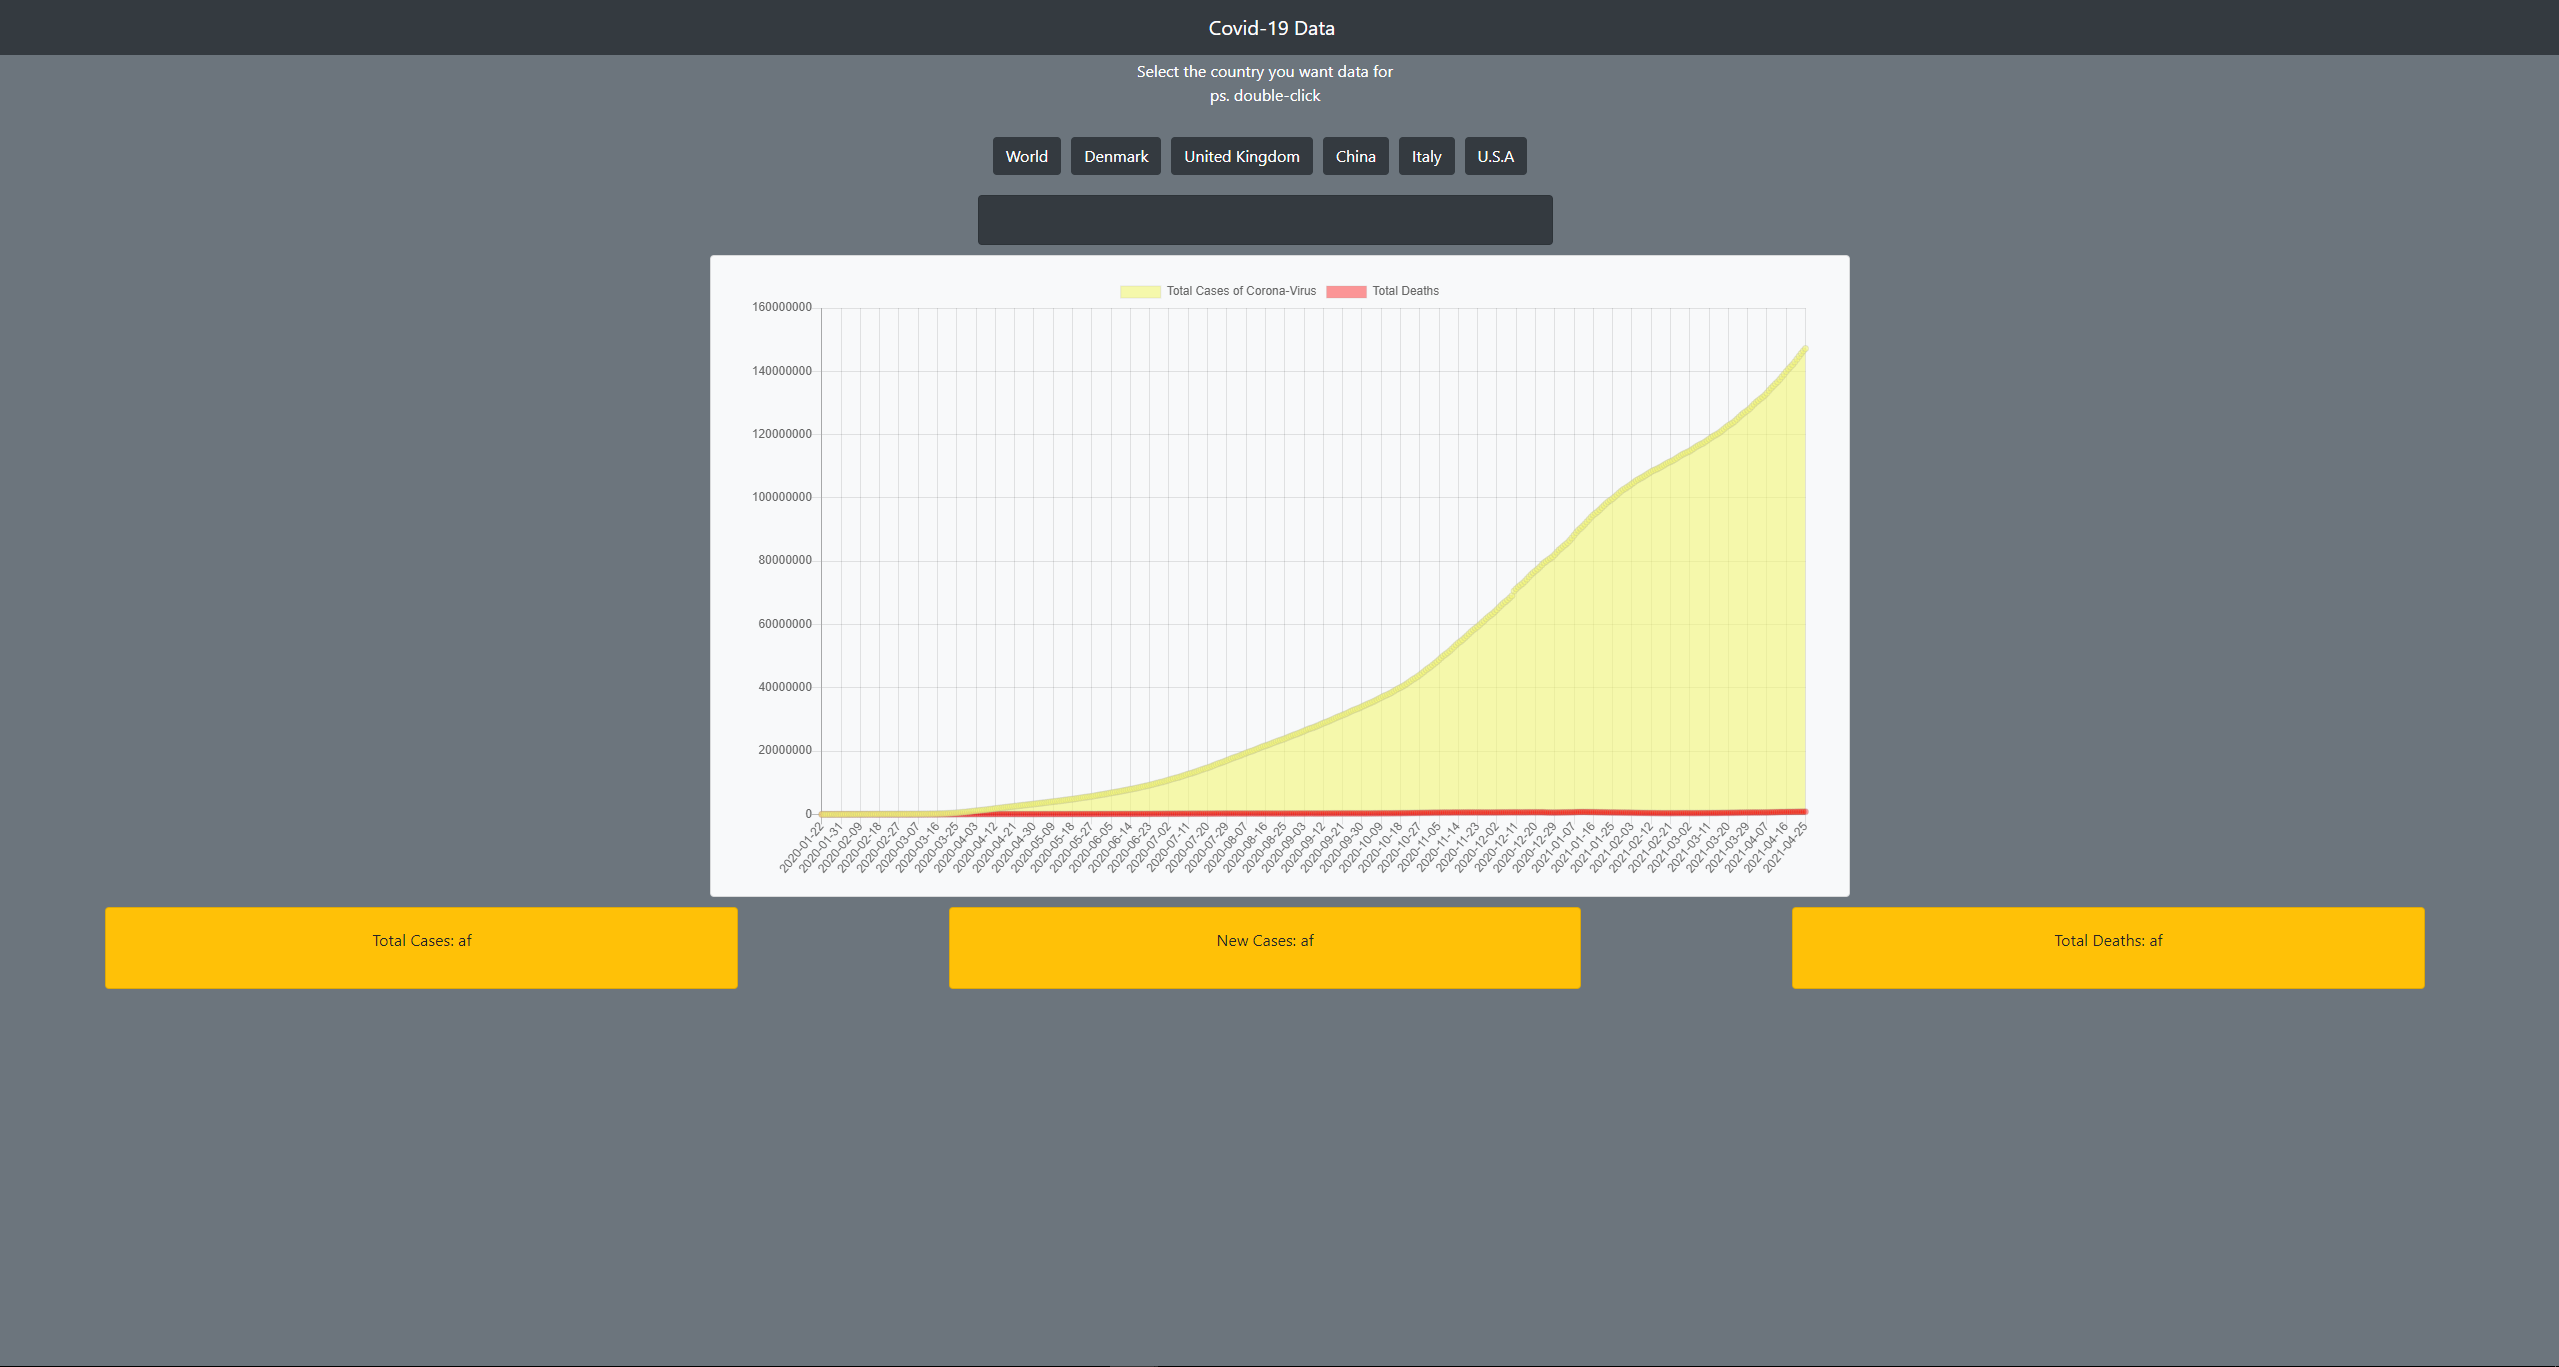 Covid-19 Data
Select the country you want data for
ps. double-click
World Denmark United Kingdom China Italy U.S.A
Total Cases of Corona-Virus Total Deaths
160000000
140000000
120000000
100000000
80000000
60000000
40000000
20000000
0
2020-01-22 2020-01-31 2020-02-09 2020-02-18 2020-02-27 2020-03-07 2020-03-16 2020-03-25 2020-04-03 2020-04-12 2020-04-21 2020-04-30 2020-05-09 2020-05-18 2020-05-27 2020-06-05 2020-06-14 2020-06-23 2020-07-02 2020-07-11 2020-07-20 2020-07-29 2020-08-07 2020-08-16 2020-08-25 2020-09-03 2020-09-12 2020-09-21 2020-09-30 2020-10-09 2020-10-18 2020-10-27 2020-11-05 2020-11-14 2020-11-23 2020-12-02 2020-12-11 2020-12-20 2020-12-29 2021-01-07 2021-01-16 2021-01-25 2021-02-03 2021-02-12 2021-02-21 2021-03-02 2021-03-11 2021-03-20 2021-03-29 2021-04-07 2021-04-16 2021-04-25
Total Cases: af New Cases: af Total Deaths: af